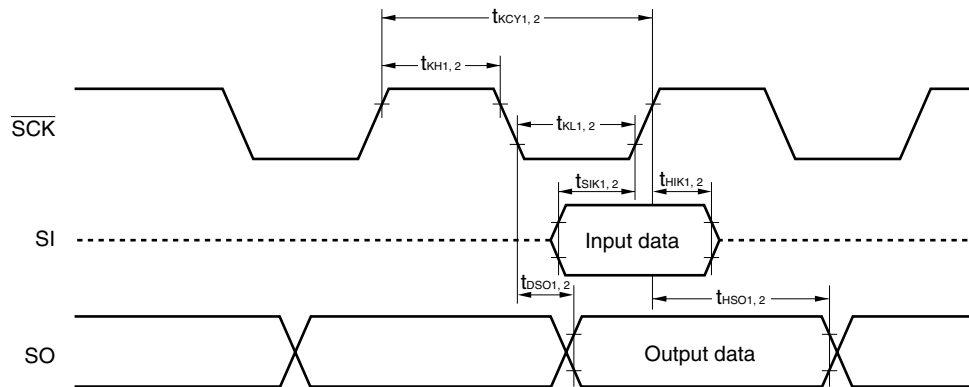 tKCY1, 2
tKH1, 2
SCK
tKL1, 2
tSIK1, 2
tHIK1, 2
SI
Input data
tDSO1, 2
tHSO1, 2
SO
Output data